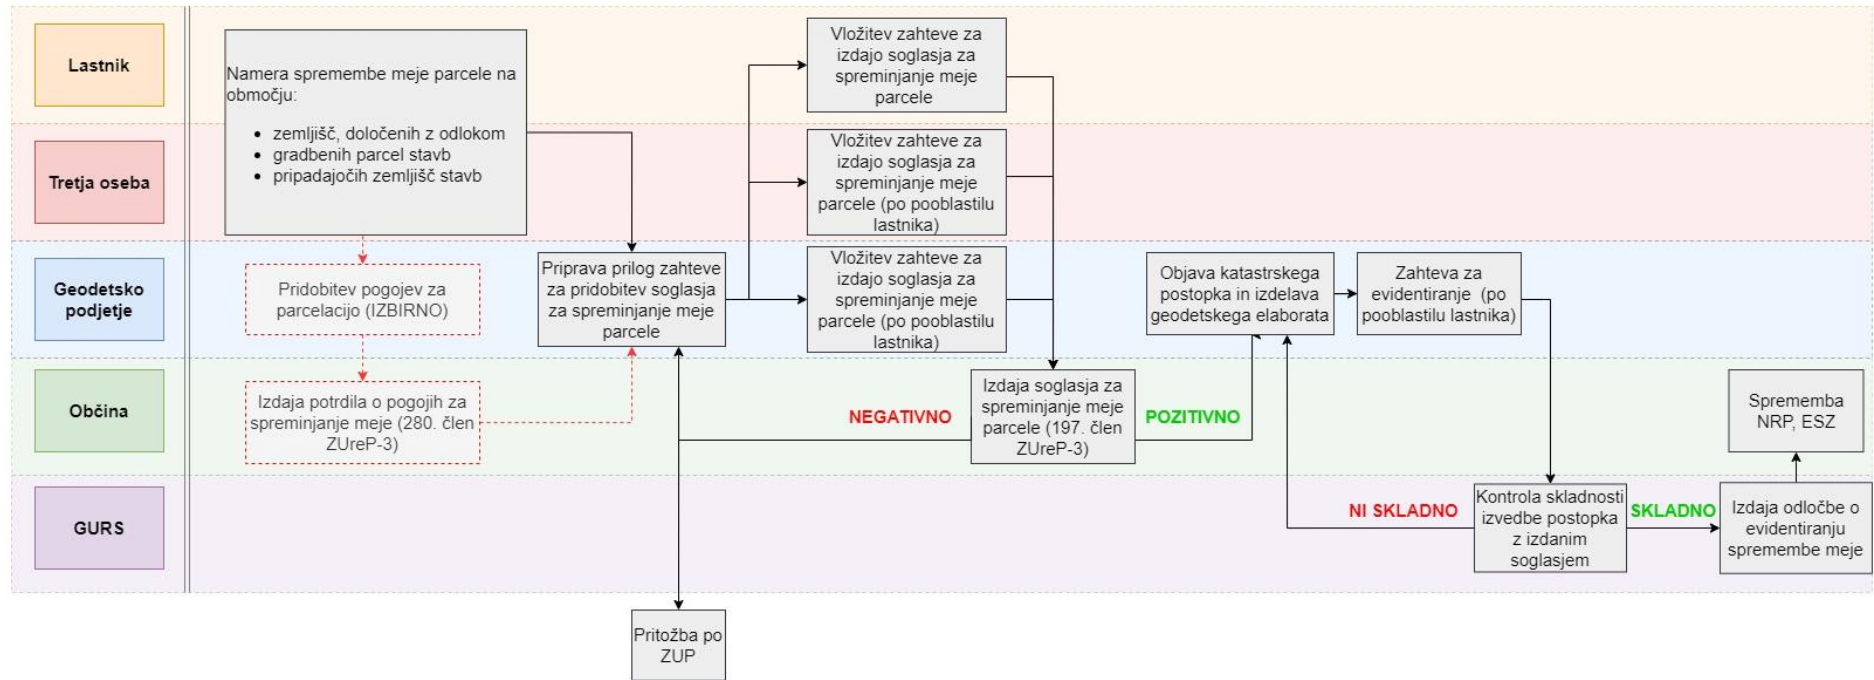 Lastnik
Namera spremembe meje parcele na
območju:
• zemljišč, določenih z odlokom
• gradbenih parcel stavb
• pripadajočih zemljišč stavb
Vložitev zahteve za
izdajo soglasja za
spreminjanje meje
parcele
Tretja oseba
Vložitev zahteve za
izdajo soglasja za
spreminjanje meje
parcele (po pooblastilu
lastnika)
Geodetsko
podjetje
Pridobitev pogojev za
parcelacijo (IZBIRNO)
Priprava prilog zahteve
za pridobitev soglasja
za spreminjanje meje
parcele
Vložitev zahteve za
izdajo soglasja za
spreminjanje meje
parcele (po pooblastilu
lastnika)
Objava katastrskega
postopka in izdelava
geodetskega elaborata
Zahteva za
evidentiranje (po
pooblastilu lastnika)
Občina
Izdaja potrdila o pogojih za
spreminjanje meje (280. člen
ZUreP-3)
NEGATIVNO
Izdaja soglasja za
spreminjanje meje
parcele (197. člen
ZUreP-3)
POZITIVNO
Sprememba
NRP, ESZ
GURS
NI SKLADNO
Kontrola skladnosti
izvedbe postopka
z izdanim
soglasjem
SKLADNO
Izdaja odločbe o
evidentiranju
spremembe meje
Pritožba po
ZUP